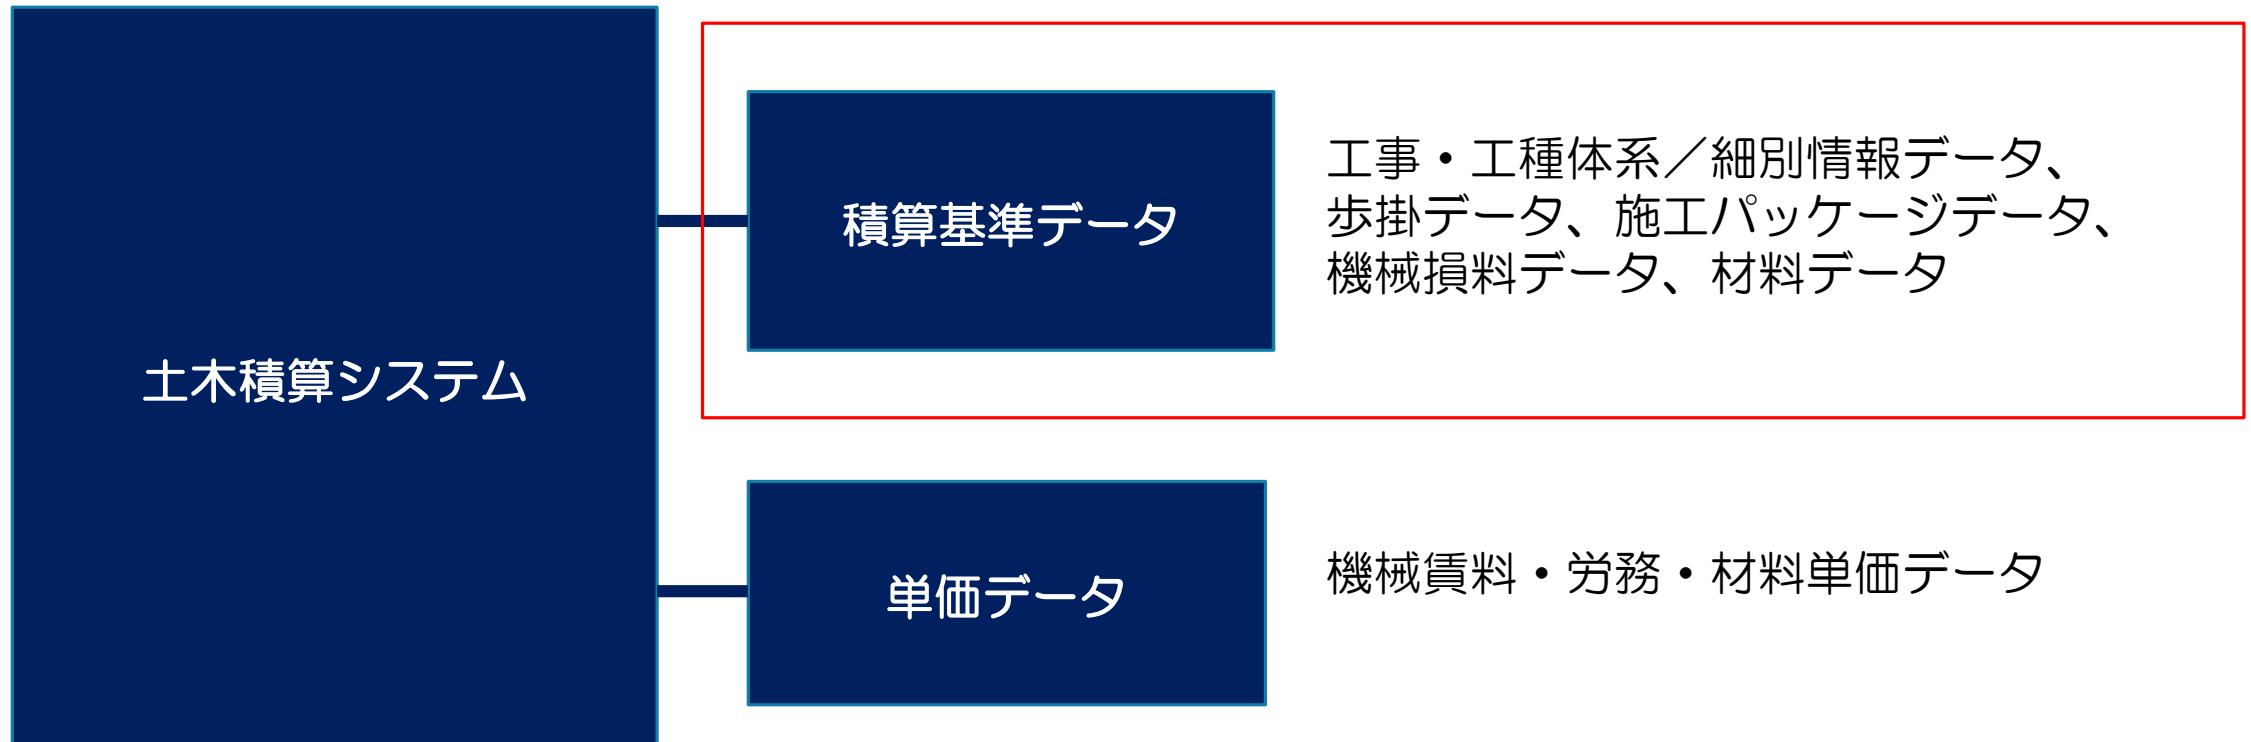 土木積算システム
積算基準データ
工事・工種体系／細別情報データ、
歩掛データ、施工パッケージデータ、
機械損料データ、材料データ
単価データ
機械賃料・労務・材料単価データ